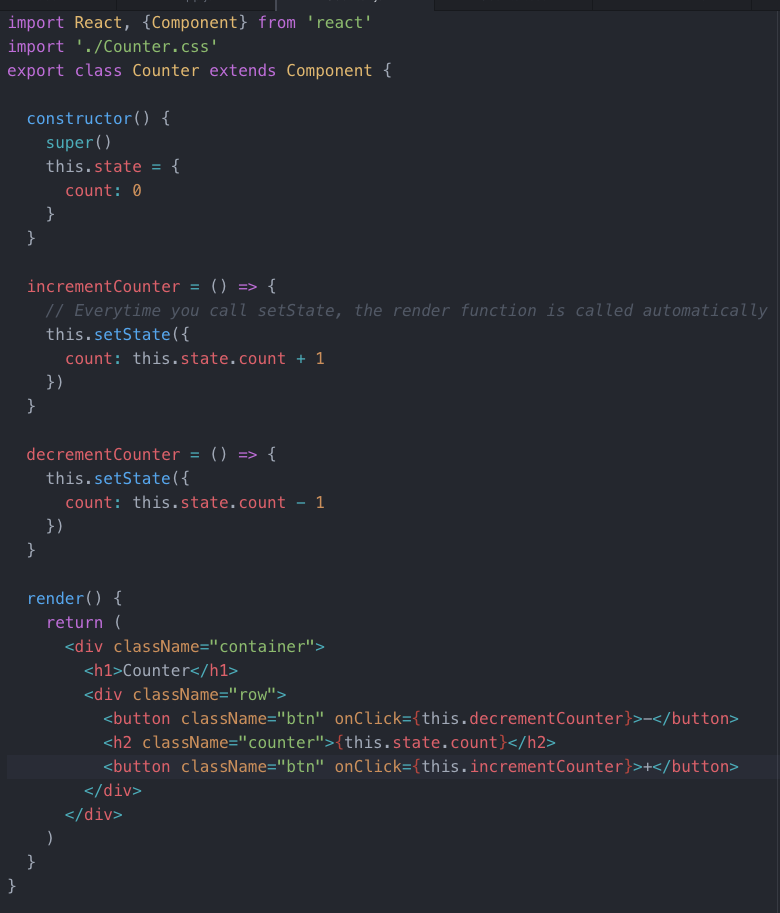 import React, {Component} from 'react'
import './Counter.css'
export class Counter extends Component {

  constructor() {
    super()
    this.state = {
      count: 0
    }
  }

  incrementCounter = () => {
    // Everytime you call setState, the render function is called automatically
    this.setState({
      count: this.state.count + 1
    })
  }

  decrementCounter = () => {
    this.setState({
      count: this.state.count - 1
    })
  }

  render() {
    return (
      <div className="container">
        <h1>Counter</h1>
        <div className="row">
          <button className="btn" onClick={this.decrementCounter}>-</button>
          <h2 className="counter">{this.state.count}</h2>
          <button className="btn" onClick={this.incrementCounter}>+</button>
        </div>
      </div>
    )
  }
}